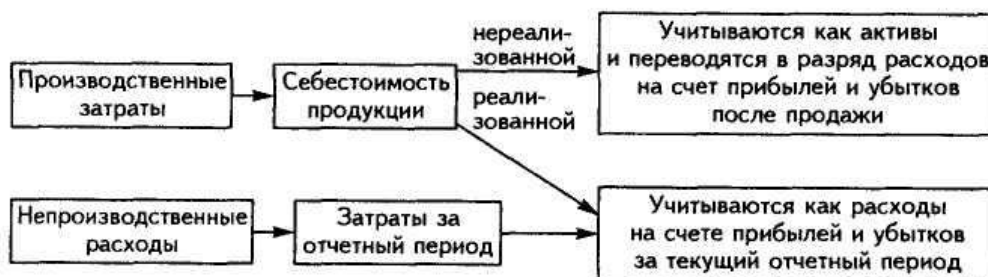 Производственные
затраты
Себестоимость
продукции
нереали-
зованной
реали-
зованной
Учитываются как активы
и переводятся в разряд расходов
на счет прибылей и убытков
после продажи
Непроизводственные
расходы
Затраты за
отчетный период
Учитываются как расходы
на счете прибылей и убытков
за текущий отчетный период